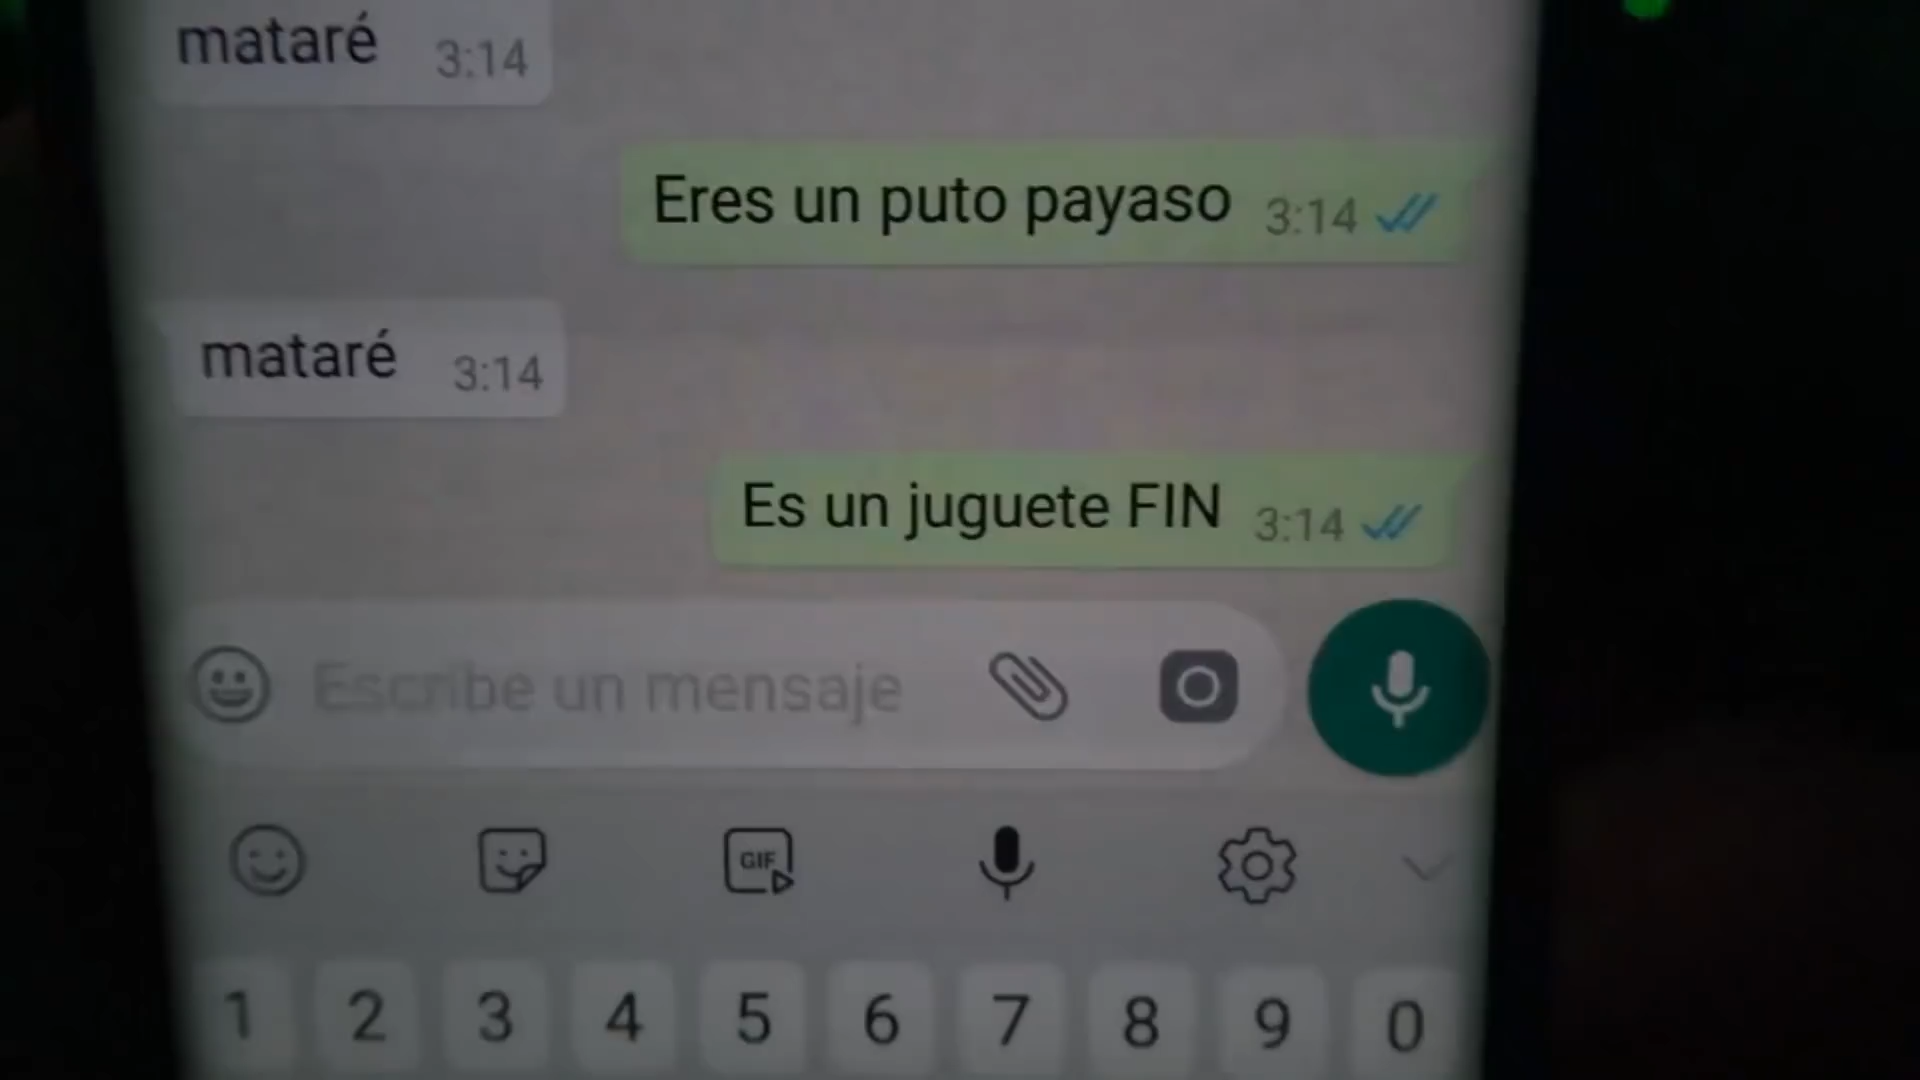 mataré 3:14
Eres un puto payaso 3:14
mataré 3:14
Es un juguete FIN 3:14
Escribe un mensaje
GIF
1 2 3 4 5 6 7 8 9 0